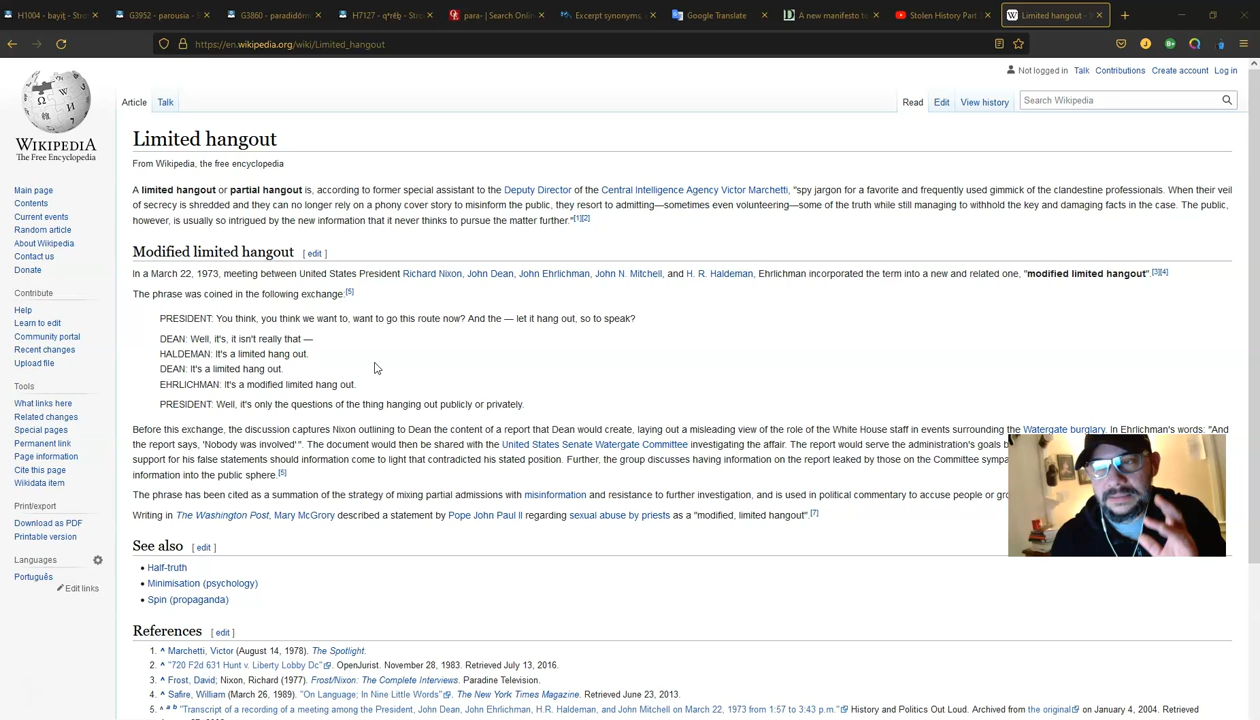 H1004 - bayiṯ - Stro
G3952 - parousia - S
G3860 - paradidōmi
H7127 - qᵊrēḇ - Stro
para- | Search Onlin
Excerpt synonyms, e
Google Translate
A new manifesto to
Stolen History Part
Limited hangout -
https://en.wikipedia.org/wiki/Limited_hangout
Not logged in Talk Contributions Create account Log in
Article Talk Read Edit View history Search Wikipedia
WIKIPEDIA
The Free Encyclopedia
Main page
Contents
Current events
Random article
About Wikipedia
Contact us
Donate
Contribute
Help
Learn to edit
Community portal
Recent changes
Upload file
Tools
What links here
Related changes
Special pages
Permanent link
Page information
Cite this page
Wikidata item
Print/export
Download as PDF
Printable version
Languages
Português
Edit links
Limited hangout
From Wikipedia, the free encyclopedia
A limited hangout or partial hangout is, according to former special assistant to the Deputy Director of the Central Intelligence Agency Victor Marchetti, "spy jargon for a favorite and frequently used gimmick of the clandestine professionals. When their veil
of secrecy is shredded and they can no longer rely on a phony cover story to misinform the public, they resort to admitting—sometimes even volunteering—some of the truth while still managing to withhold the key and damaging facts in the case. The public,
however, is usually so intrigued by the new information that it never thinks to pursue the matter further."[1][2]
Modified limited hangout [ edit ]
In a March 22, 1973, meeting between United States President Richard Nixon, John Dean, John Ehrlichman, John N. Mitchell, and H. R. Haldeman, Ehrlichman incorporated the term into a new and related one, "modified limited hangout".[3][4]
The phrase was coined in the following exchange:[5]
PRESIDENT: You think, you think we want to, want to go this route now? And the — let it hang out, so to speak?
DEAN: Well, it's, it isn't really that —
HALDEMAN: It's a limited hang out.
DEAN: It's a limited hang out.
EHRLICHMAN: It's a modified limited hang out.
PRESIDENT: Well, it's only the questions of the thing hanging out publicly or privately.
Before this exchange, the discussion captures Nixon outlining to Dean the content of a report that Dean would create, laying out a misleading view of the role of the White House staff in events surrounding the Watergate burglary. In Ehrlichman's words: "And
the report says, 'Nobody was involved'". The document would then be shared with the United States Senate Watergate Committee investigating the affair. The report would serve the administration's goals b
support for his false statements should information come to light that contradicted his stated position. Further, the group discusses having information on the report leaked by those on the Committee sympa
information into the public sphere.[5]
The phrase has been cited as a summation of the strategy of mixing partial admissions with misinformation and resistance to further investigation, and is used in political commentary to accuse people or gro
Writing in The Washington Post, Mary McGrory described a statement by Pope John Paul II regarding sexual abuse by priests as a "modified, limited hangout".[7]
See also [ edit ]
• Half-truth
• Minimisation (psychology)
• Spin (propaganda)
References [ edit ]
1. ^ Marchetti, Victor (August 14, 1978). The Spotlight.
2. ^ "720 F2d 631 Hunt v. Liberty Lobby Dc". OpenJurist. November 28, 1983. Retrieved July 13, 2016.
3. ^ Frost, David; Nixon, Richard (1977). Frost/Nixon: The Complete Interviews. Paradine Television.
4. ^ Safire, William (March 26, 1989). "On Language; In Nine Little Words". The New York Times Magazine. Retrieved June 23, 2013.
5. ^ a b "Transcript of a recording of a meeting among the President, John Dean, John Ehrlichman, H.R. Haldeman, and John Mitchell on March 22, 1973 from 1:57 to 3:43 p.m." History and Politics Out Loud. Archived from the original on January 4, 2004. Retrieved